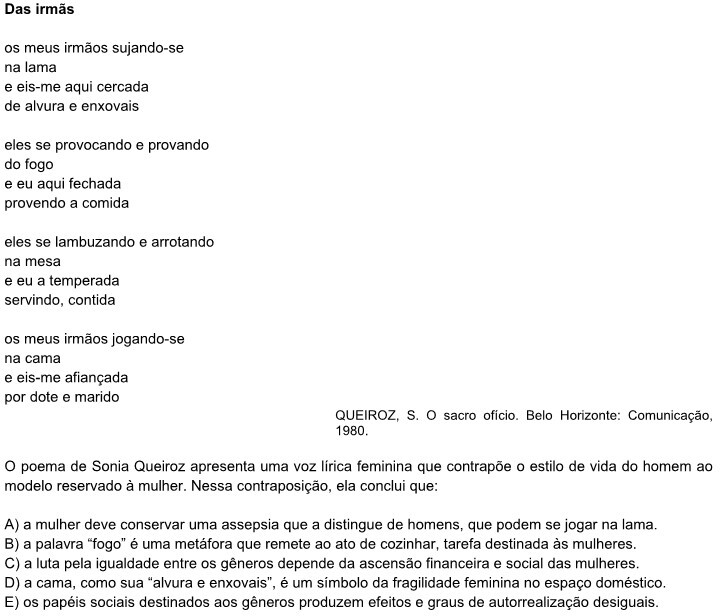 Das irmãs
os meus irmãos sujando-se
na lama
e eis-me aqui cercada
de alvura e enxovais
eles se provocando e provando
do fogo
e eu aqui fechada
provendo a comida
eles se lambuzando e arrotando
na mesa
e eu a temperada
servindo, contida
os meus irmãos jogando-se
na cama
e eis-me afiançada
por dote e marido
QUEIROZ, S. O sacro ofício. Belo Horizonte: Comunicação,
1980.
O poema de Sonia Queiroz apresenta uma voz lírica feminina que contrapõe o estilo de vida do homem ao
modelo reservado à mulher. Nessa contraposição, ela conclui que:
A) a mulher deve conservar uma assepsia que a distingue de homens, que podem se jogar na lama.
B) a palavra “fogo” é uma metáfora que remete ao ato de cozinhar, tarefa destinada às mulheres.
C) a luta pela igualdade entre os gêneros depende da ascensão financeira e social das mulheres.
D) a cama, como sua “alvura e enxovais”, é um símbolo da fragilidade feminina no espaço doméstico.
E) os papéis sociais destinados aos gêneros produzem efeitos e graus de autorrealização desiguais.